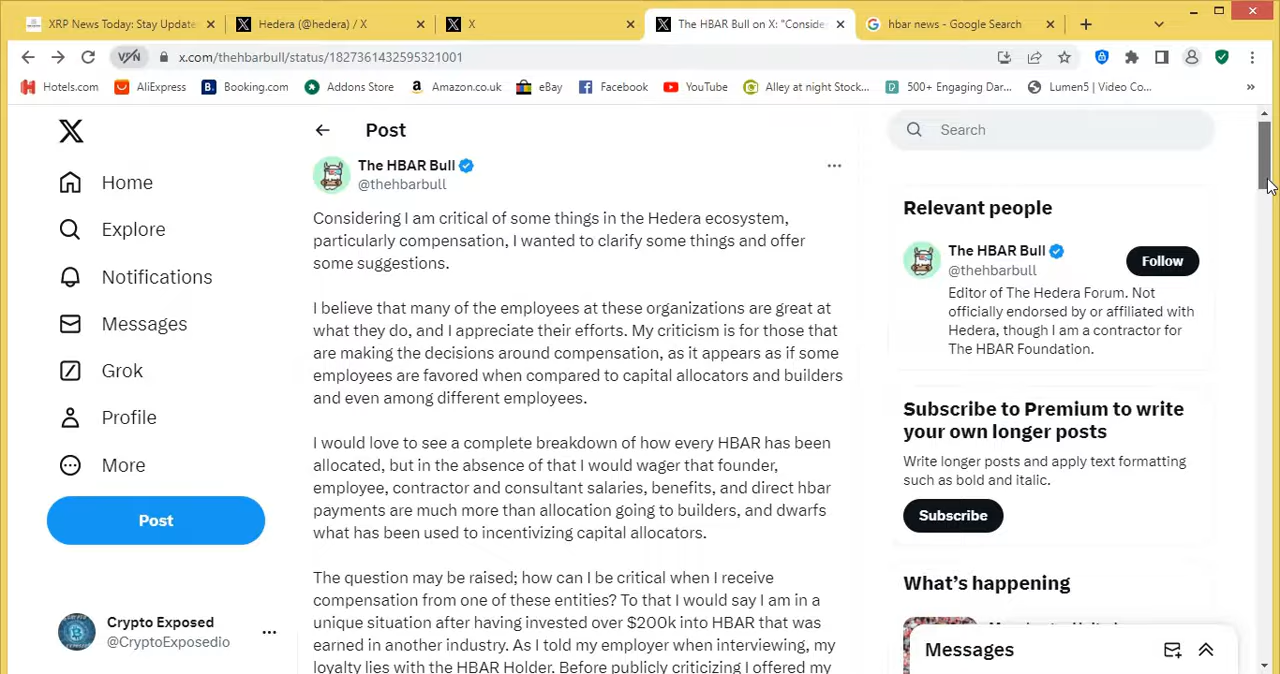 XRP News Today: Stay Update
Hedera (@hedera) / X
X
The HBAR Bull on X: "Conside
hbar news - Google Search
VPN
x.com/thehbarbull/status/1827361432595321001
Hotels.com
AliExpress
Booking.com
Addons Store
Amazon.co.uk
eBay
Facebook
YouTube
Alley at night Stock...
500+ Engaging Dar...
Lumen5 | Video Co...
Home
Explore
Notifications
Messages
Grok
Profile
More
Post
Crypto Exposed
@CryptoExposedio
Post
The HBAR Bull
@thehbarbull
Considering I am critical of some things in the Hedera ecosystem,
particularly compensation, I wanted to clarify some things and offer
some suggestions.
I believe that many of the employees at these organizations are great at
what they do, and I appreciate their efforts. My criticism is for those that
are making the decisions around compensation, as it appears as if some
employees are favored when compared to capital allocators and builders
and even among different employees.
I would love to see a complete breakdown of how every HBAR has been
allocated, but in the absence of that I would wager that founder,
employee, contractor and consultant salaries, benefits, and direct hbar
payments are much more than allocation going to builders, and dwarfs
what has been used to incentivizing capital allocators.
The question may be raised; how can I be critical when I receive
compensation from one of these entities? To that I would say I am in a
unique situation after having invested over $200k into HBAR that was
earned in another industry. As I told my employer when interviewing, my
loyalty lies with the HBAR Holder. Before publicly criticizing I offered my
Search
Relevant people
The HBAR Bull
@thehbarbull
Follow
Editor of The Hedera Forum. Not
officially endorsed by or affiliated with
Hedera, though I am a contractor for
The HBAR Foundation.
Subscribe to Premium to write
your own longer posts
Write longer posts and apply text formatting
such as bold and italic.
Subscribe
What's happening
Messages